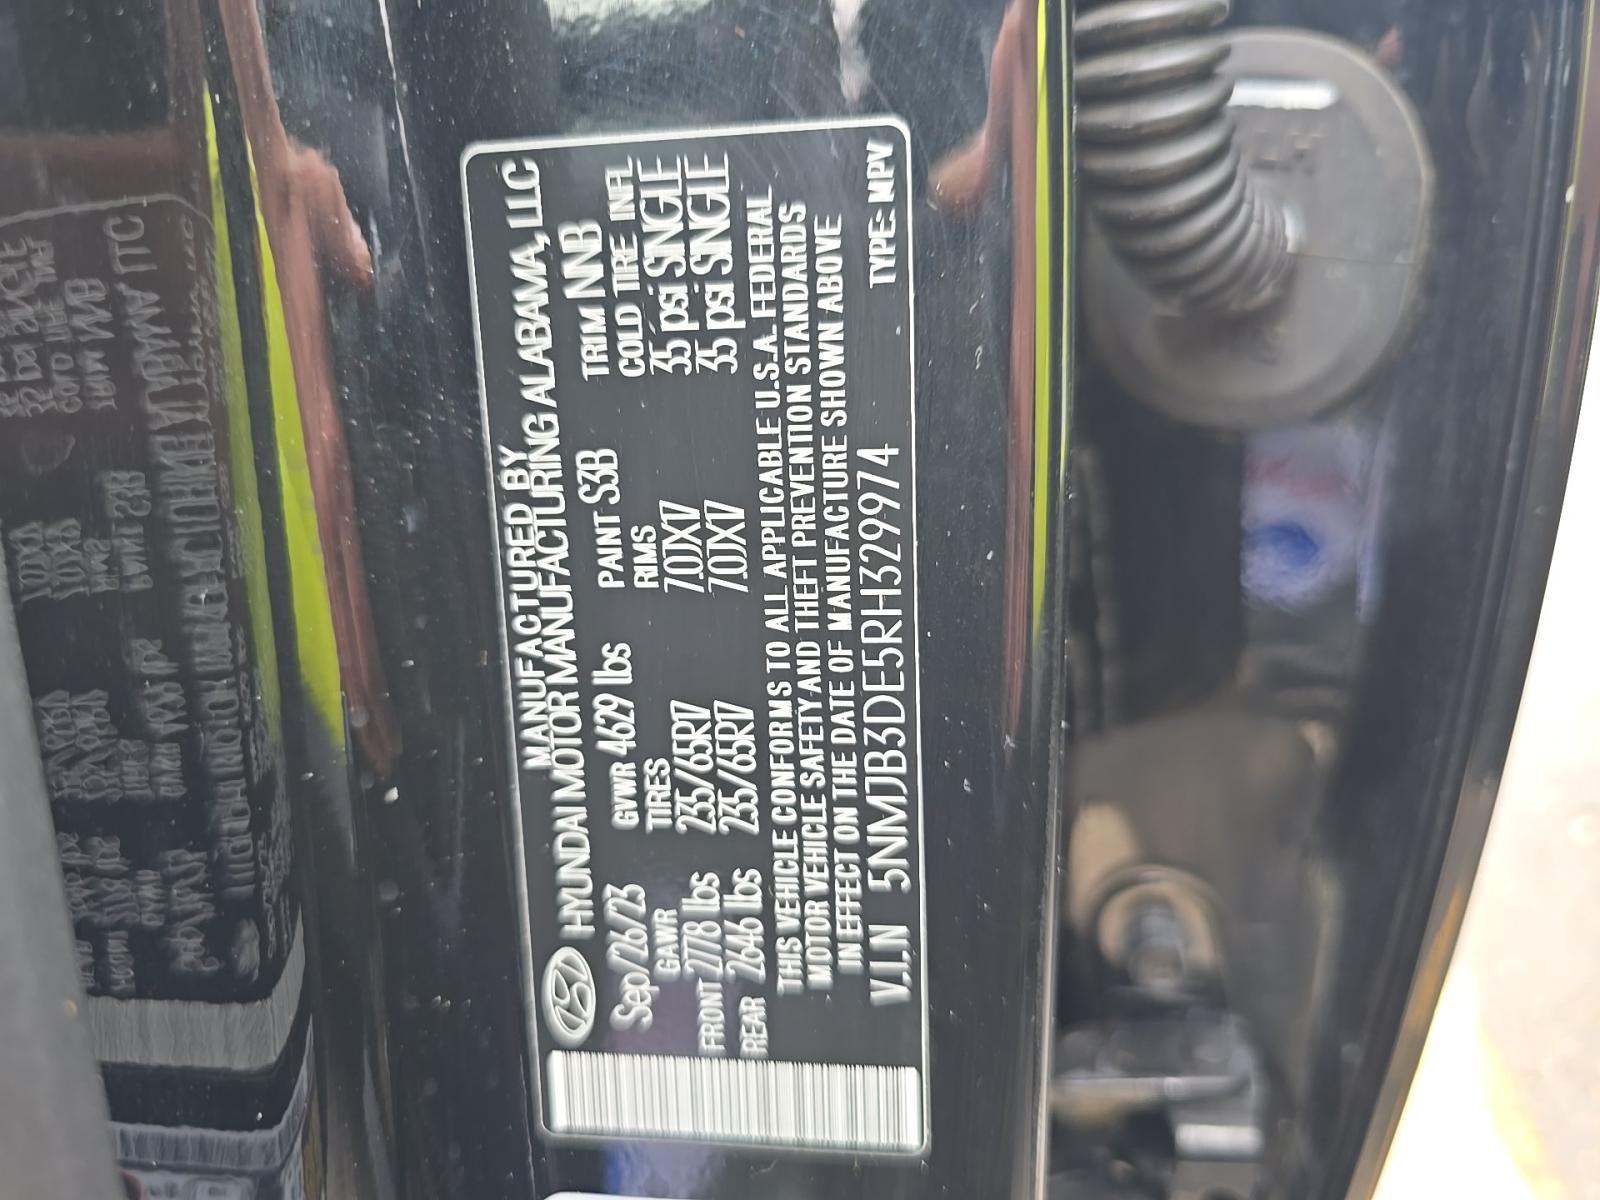 MANUFACTURED BY
HYUNDAI MOTOR MANUFACTURING ALABAMA, LLC
Sep/26/23 GVWR 4629 lbs PAINT S3B TRIM NNB
GAWR TIRES RIMS COLD TIRE INFL
FRONT 2778 lbs 235/65R17 7.0JX17 35 psi SINGLE
REAR 2646 lbs 235/65R17 7.0JX17 35 psi SINGLE
THIS VEHICLE CONFORMS TO ALL APPLICABLE U.S.A. FEDERAL
MOTOR VEHICLE SAFETY AND THEFT PREVENTION STANDARDS
IN EFFECT ON THE DATE OF MANUFACTURE SHOWN ABOVE
V.I.N 5NMJB3DE5RH329974 TYPE: MPV